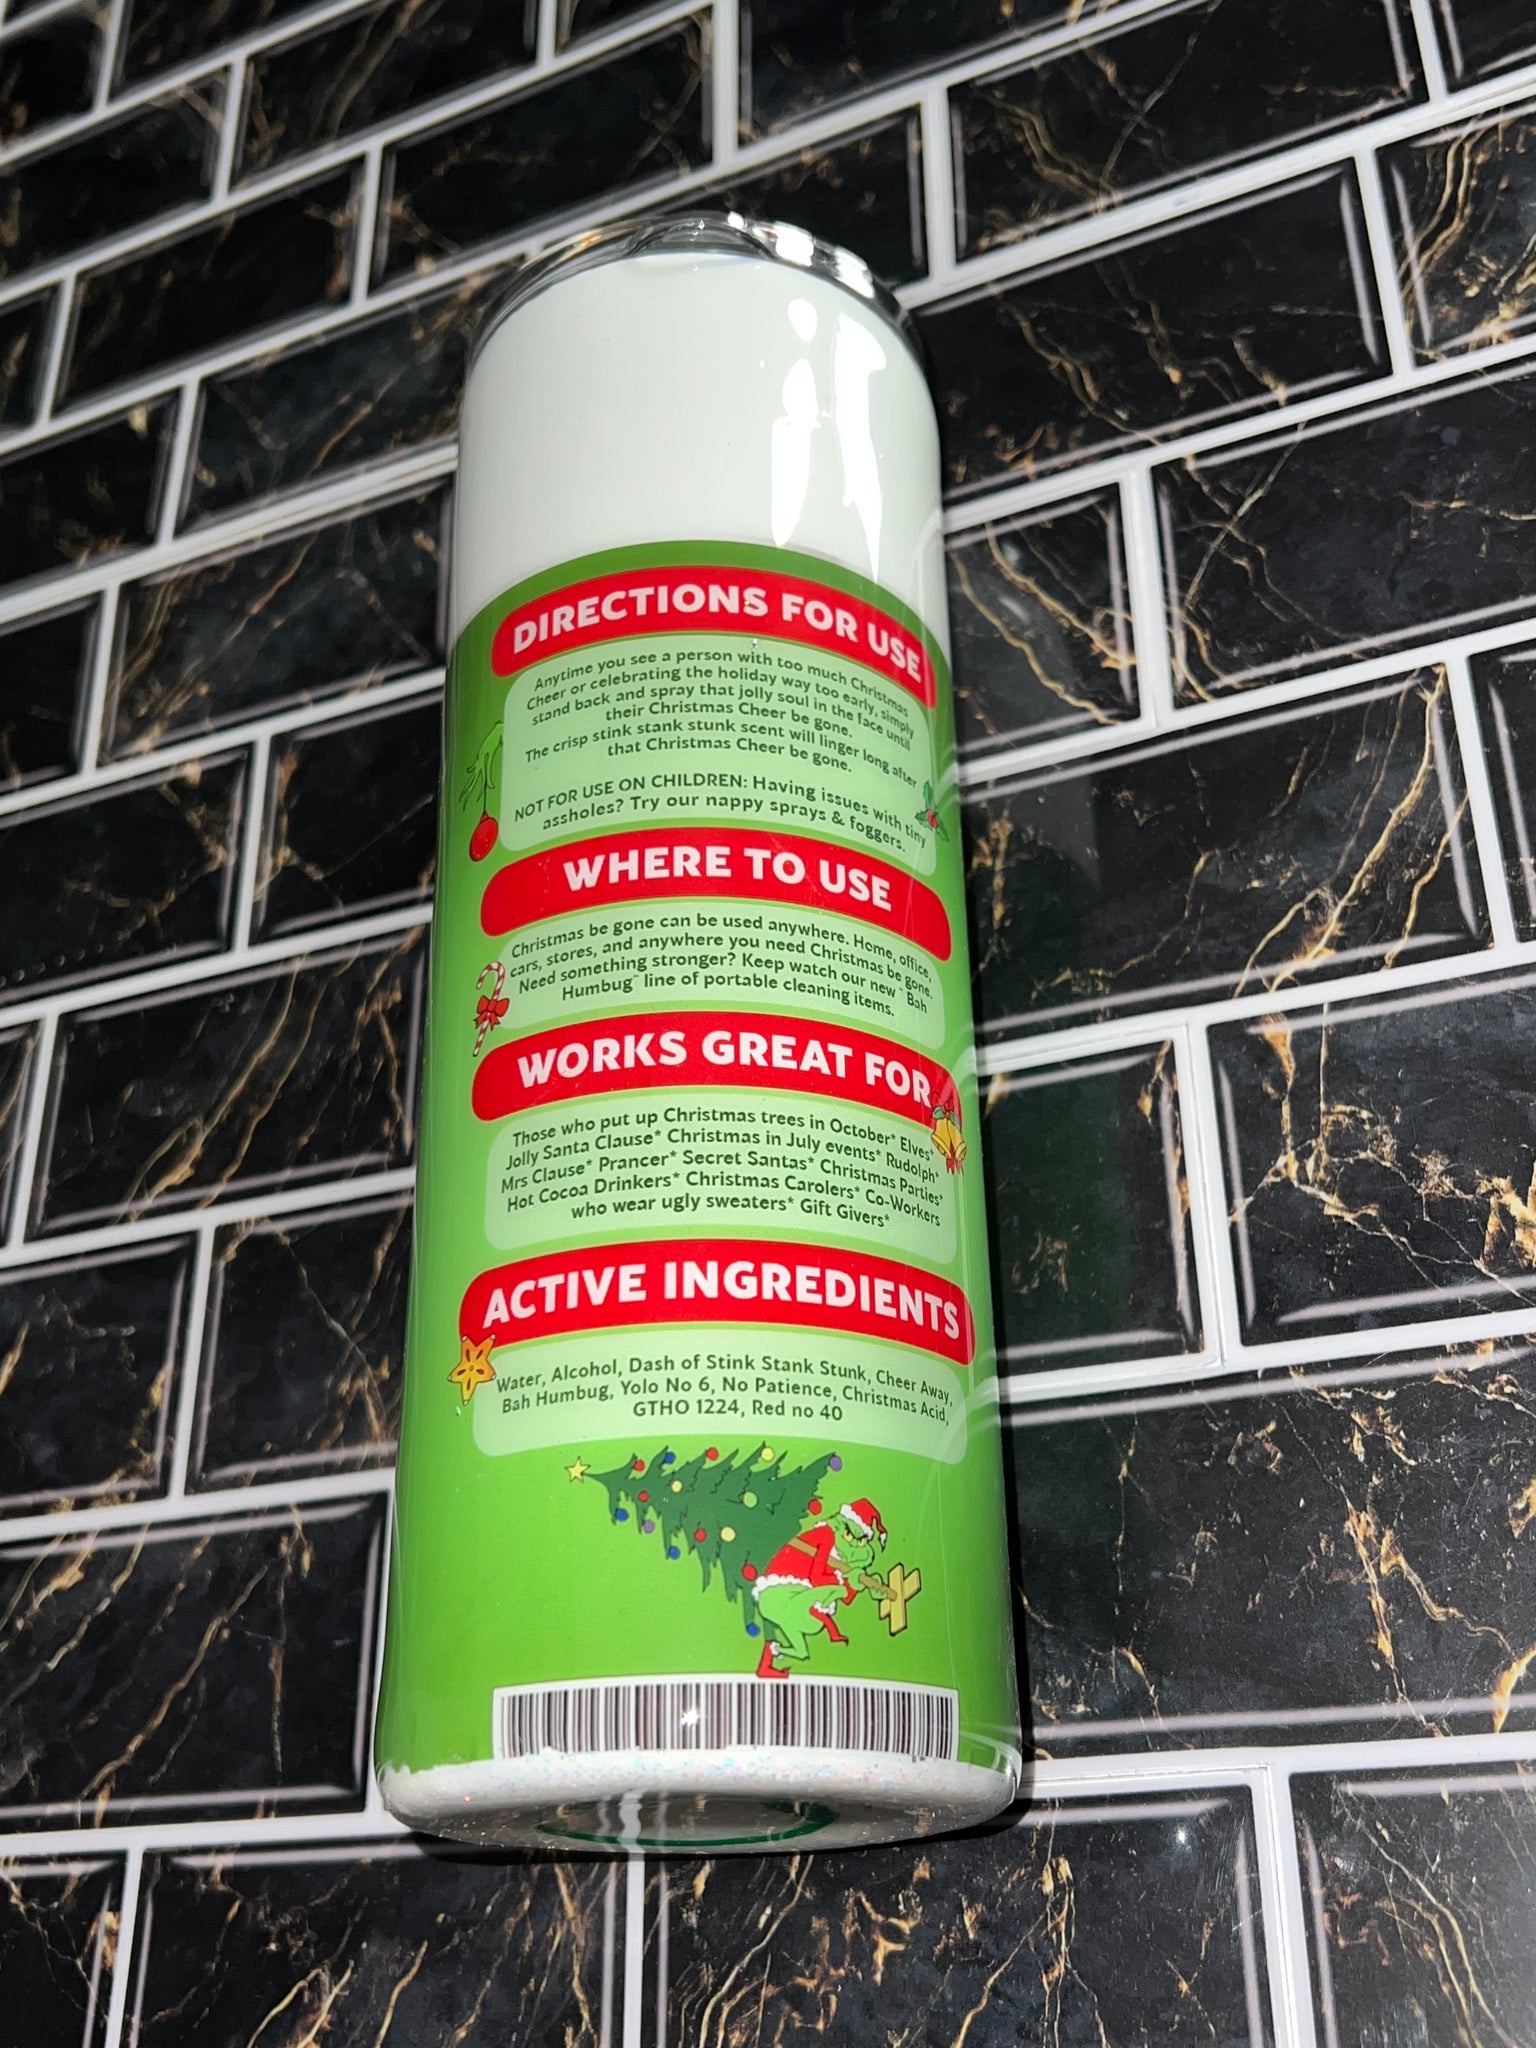 DIRECTIONS FOR USE
Anytime you see a person with too much Christmas
Cheer or celebrating the holiday way too early, simply
stand back and spray that jolly soul in the face until
their Christmas Cheer be gone.
The crisp stink stank stunk scent will linger long after
that Christmas Cheer be gone.
NOT FOR USE ON CHILDREN: Having issues with tiny
assholes? Try our nappy sprays & foggers.
WHERE TO USE
Christmas be gone can be used anywhere. Home, office,
cars, stores, and anywhere you need Christmas be gone.
Need something stronger? Keep watch our new " Bah
Humbug" line of portable cleaning items.
WORKS GREAT FOR
Those who put up Christmas trees in October* Elves*
Jolly Santa Clause* Christmas in July events* Rudolph*
Mrs Clause* Prancer* Secret Santas* Christmas Parties*
Hot Cocoa Drinkers* Christmas Carolers* Co-Workers
who wear ugly sweaters* Gift Givers*
ACTIVE INGREDIENTS
Water, Alcohol, Dash of Stink Stank Stunk, Cheer Away,
Bah Humbug, Yolo No 6, No Patience, Christmas Acid,
GTHO 1224, Red no 40